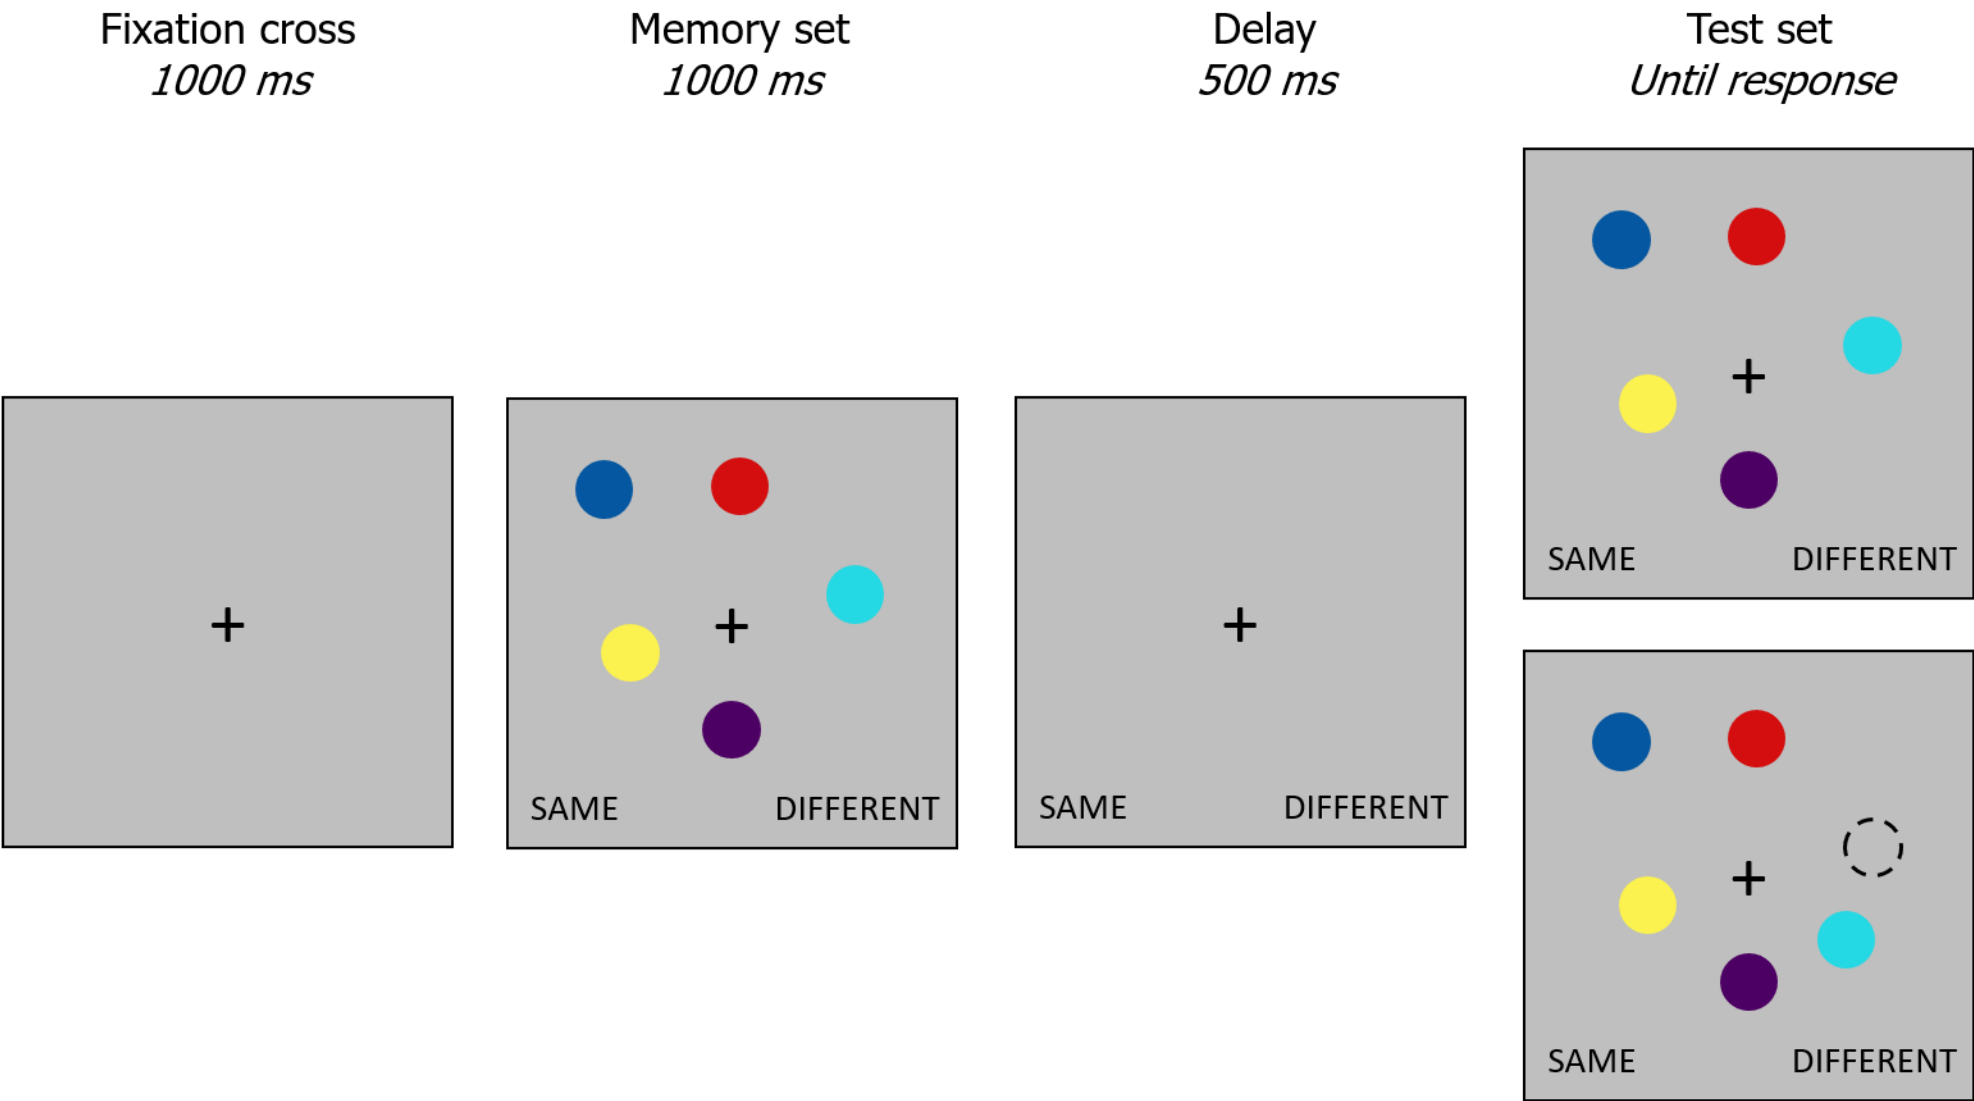 Fixation cross
1000 ms
Memory set
1000 ms
Delay
500 ms
Test set
Until response
+
+
SAME DIFFERENT
+
SAME DIFFERENT
+
SAME DIFFERENT
+
SAME DIFFERENT